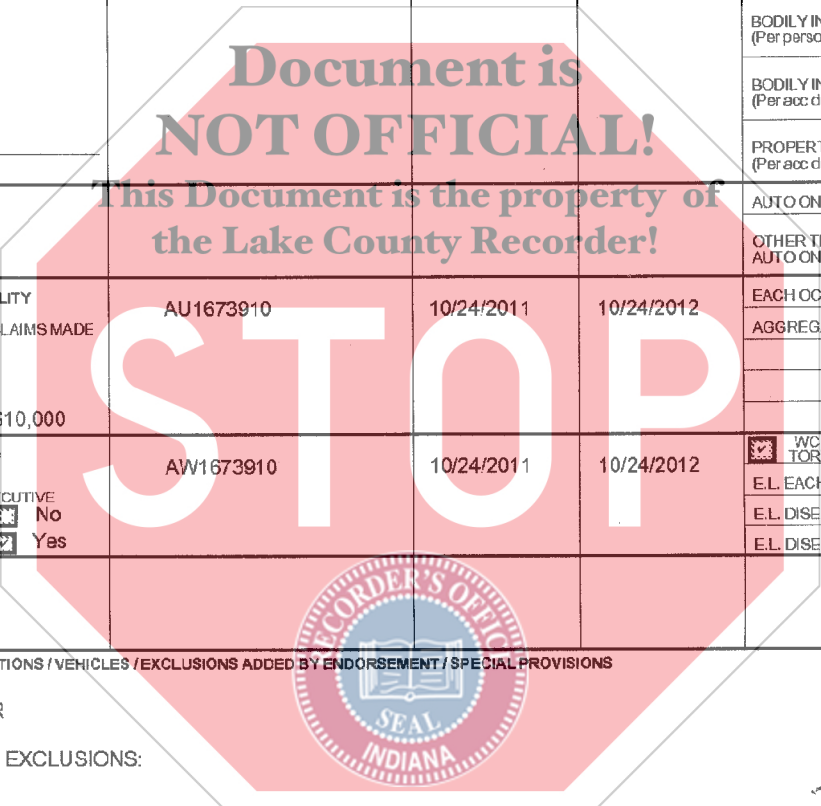 BODILY IN
(Per perso
Document is
BODILY IN
(Per acc d
NOT OFFICIAL!
PROPERT
(Per acc d
This Document is the property of
AUTO ON
the Lake County Recorder!
OTHER TH
AUTO ON
LITY
AU1673910 10/24/2011 10/24/2012
EACH OC
LAIMS MADE
AGGREG
STOP
$10,000
WC
TOR
AW1673910 10/24/2011 10/24/2012
E.L. EACH
CUTIVE
No
E.L. DISE
Yes
E.L. DISE
RECORDER'S OFFICE
TIONS / VEHICLES / EXCLUSIONS ADDED BY ENDORSEMENT / SPECIAL PROVISIONS
R
SEAL
INDIANA
EXCLUSIONS: